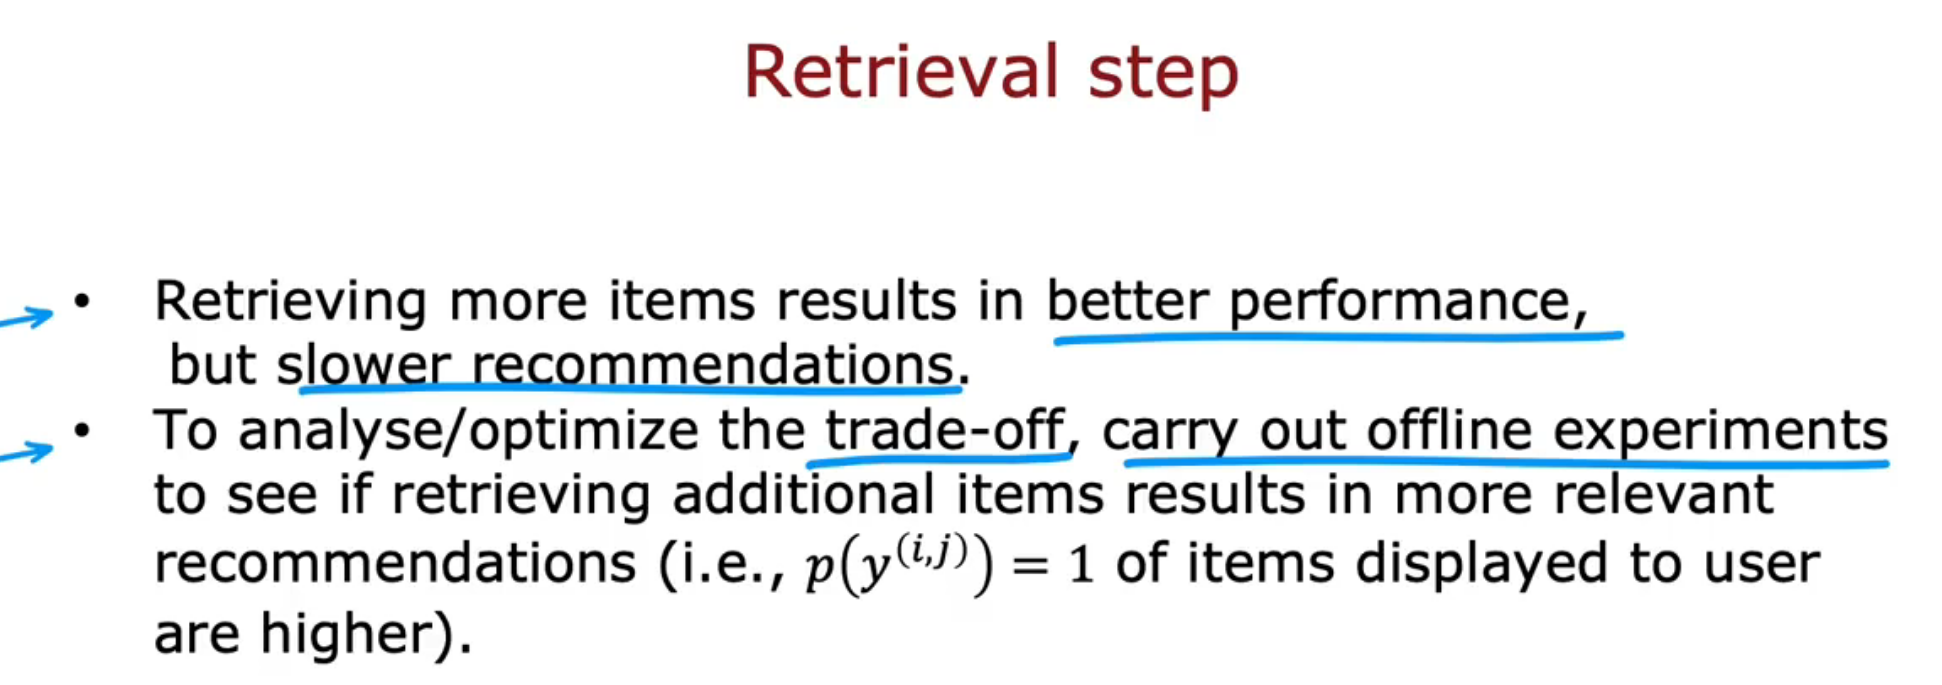 Retrieval step
• Retrieving more items results in better performance,
but slower recommendations.
• To analyse/optimize the trade-off, carry out offline experiments
to see if retrieving additional items results in more relevant
recommendations (i.e., p(y^(i,j)) = 1 of items displayed to user
are higher).